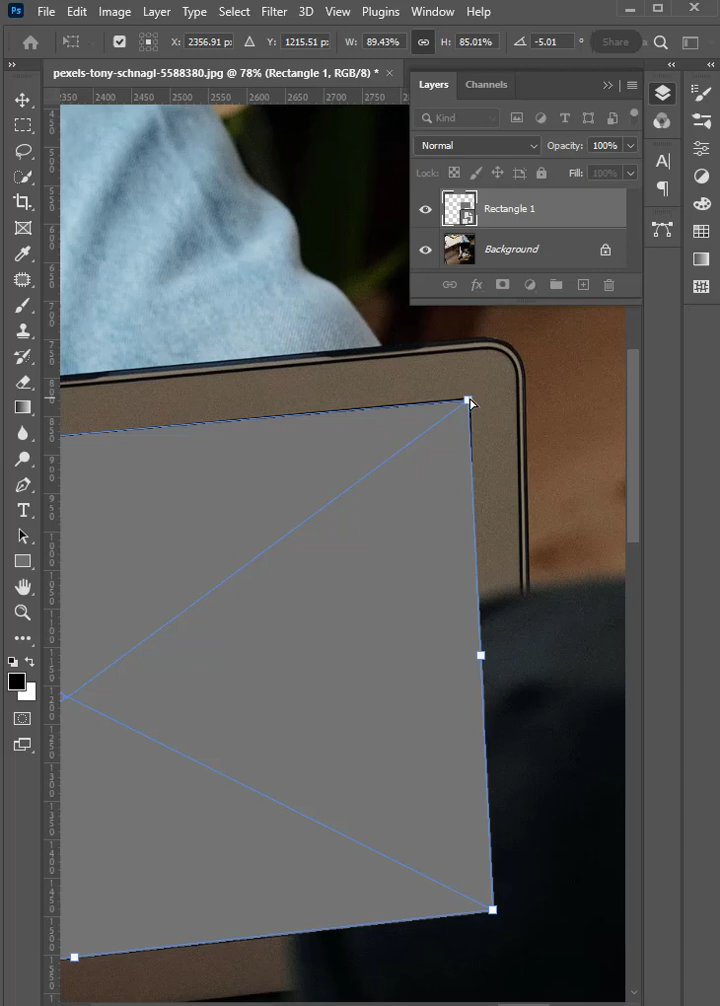 Ps File Edit Image Layer Type Select Filter 3D View Plugins Window Help
X: 2356.91 p: Y: 1215.51 p: W: 89.43% H: 85.01% -5.01 ° Share
pexels-tony-schnagl-5588380.jpg @ 78% (Rectangle 1, RGB/8) * ×
2350 2400 2450 2500 2550 2600 2650 2700 2750
Layers Channels
Kind
Normal Opacity: 100%
Lock: Fill: 100%
Rectangle 1
Background